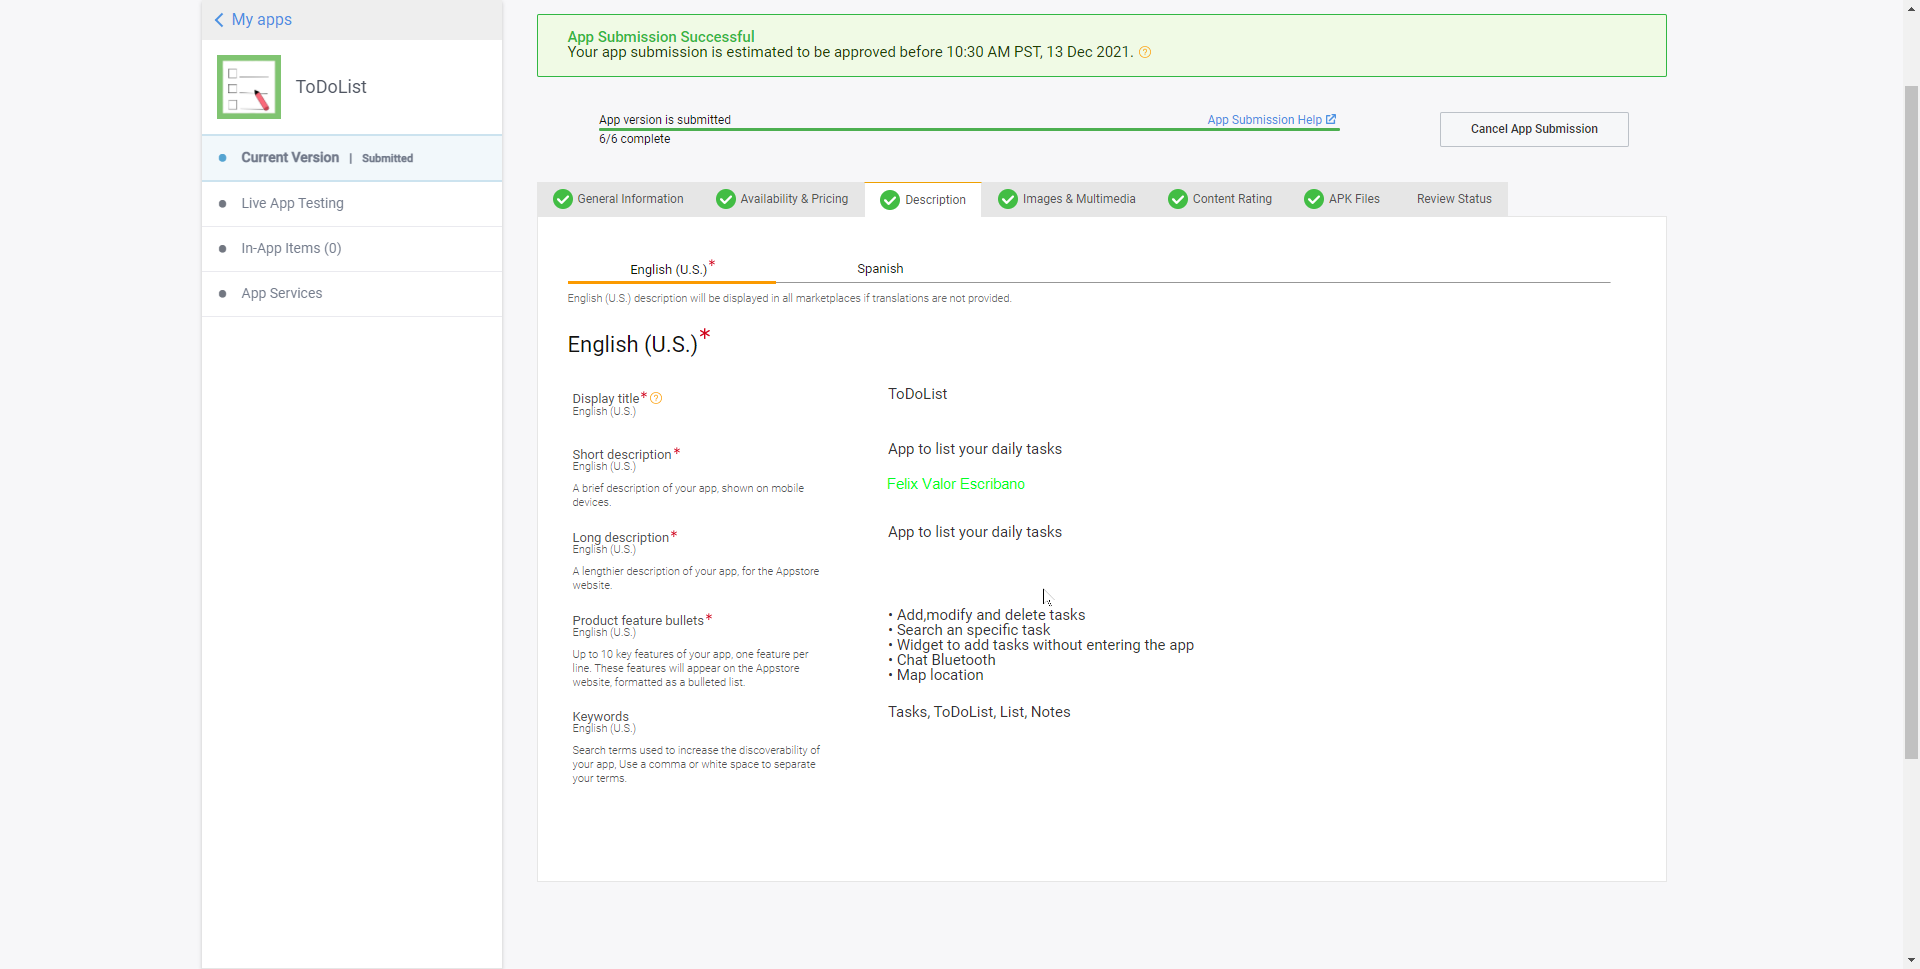 My apps
ToDoList
Current Version | Submitted
Live App Testing
In-App Items (0)
App Services
App Submission Successful
Your app submission is estimated to be approved before 10:30 AM PST, 13 Dec 2021. ?
App version is submitted
App Submission Help
6/6 complete
Cancel App Submission
General Information
Availability & Pricing
Description
Images & Multimedia
Content Rating
APK Files
Review Status
English (U.S.)*
Spanish
English (U.S.) description will be displayed in all marketplaces if translations are not provided.
English (U.S.)*
Display title* ?
English (U.S.)
ToDoList
Short description*
English (U.S.)
A brief description of your app, shown on mobile
devices.
App to list your daily tasks
Felix Valor Escribano
Long description*
English (U.S.)
A lengthier description of your app, for the Appstore
website.
App to list your daily tasks
Product feature bullets*
English (U.S.)
Up to 10 key features of your app, one feature per
line. These features will appear on the Appstore
website, formatted as a bulleted list.
• Add,modify and delete tasks
• Search an specific task
• Widget to add tasks without entering the app
• Chat Bluetooth
• Map location
Keywords
English (U.S.)
Search terms used to increase the discoverability of
your app, Use a comma or white space to separate
your terms.
Tasks, ToDoList, List, Notes